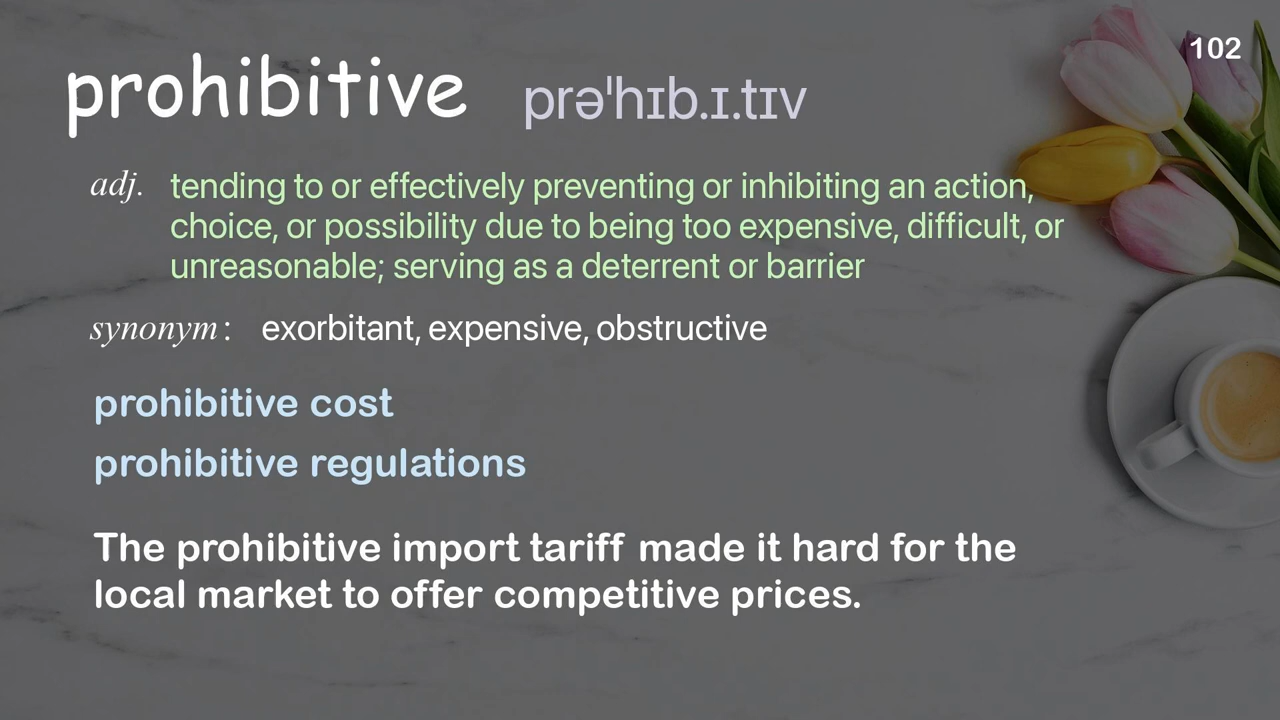 102
prohibitive prəˈhɪb.ɪ.tɪv
adj. tending to or effectively preventing or inhibiting an action,
choice, or possibility due to being too expensive, difficult, or
unreasonable; serving as a deterrent or barrier
synonym: exorbitant, expensive, obstructive
prohibitive cost
prohibitive regulations
The prohibitive import tariff made it hard for the
local market to offer competitive prices.